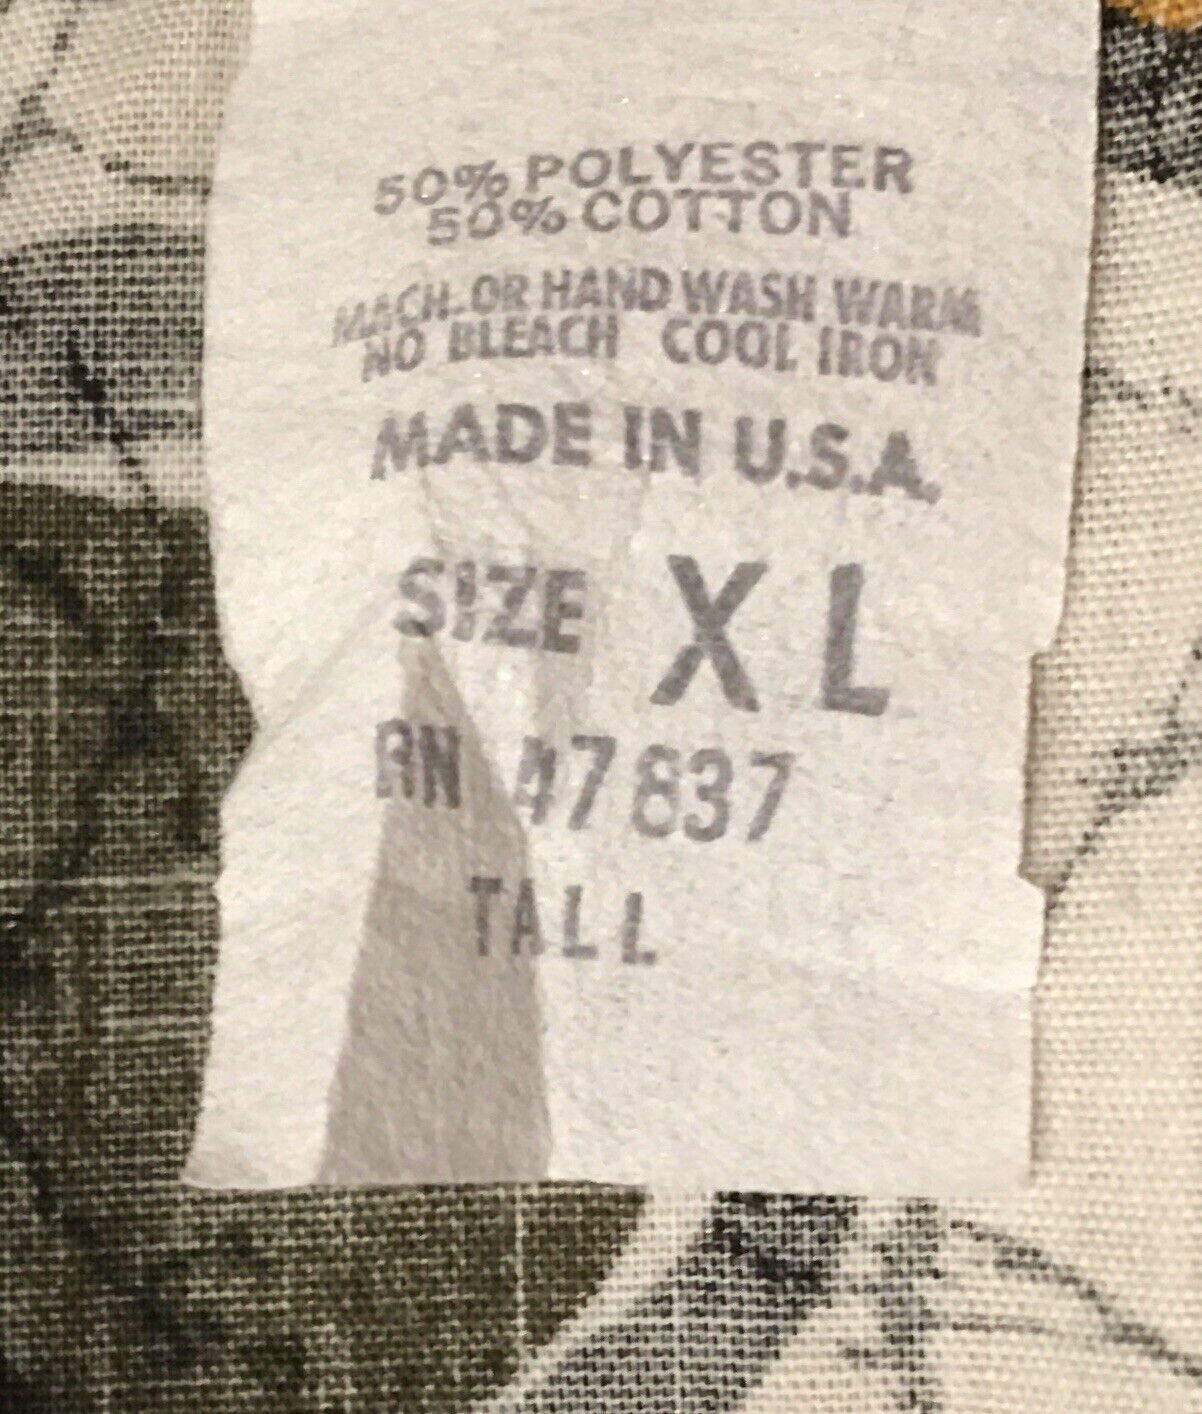 50% POLYESTER
50% COTTON
MACH. OR HAND WASH WARM
NO BLEACH COOL IRON
MADE IN U.S.A.
SIZE XL
RN 47837
TALL